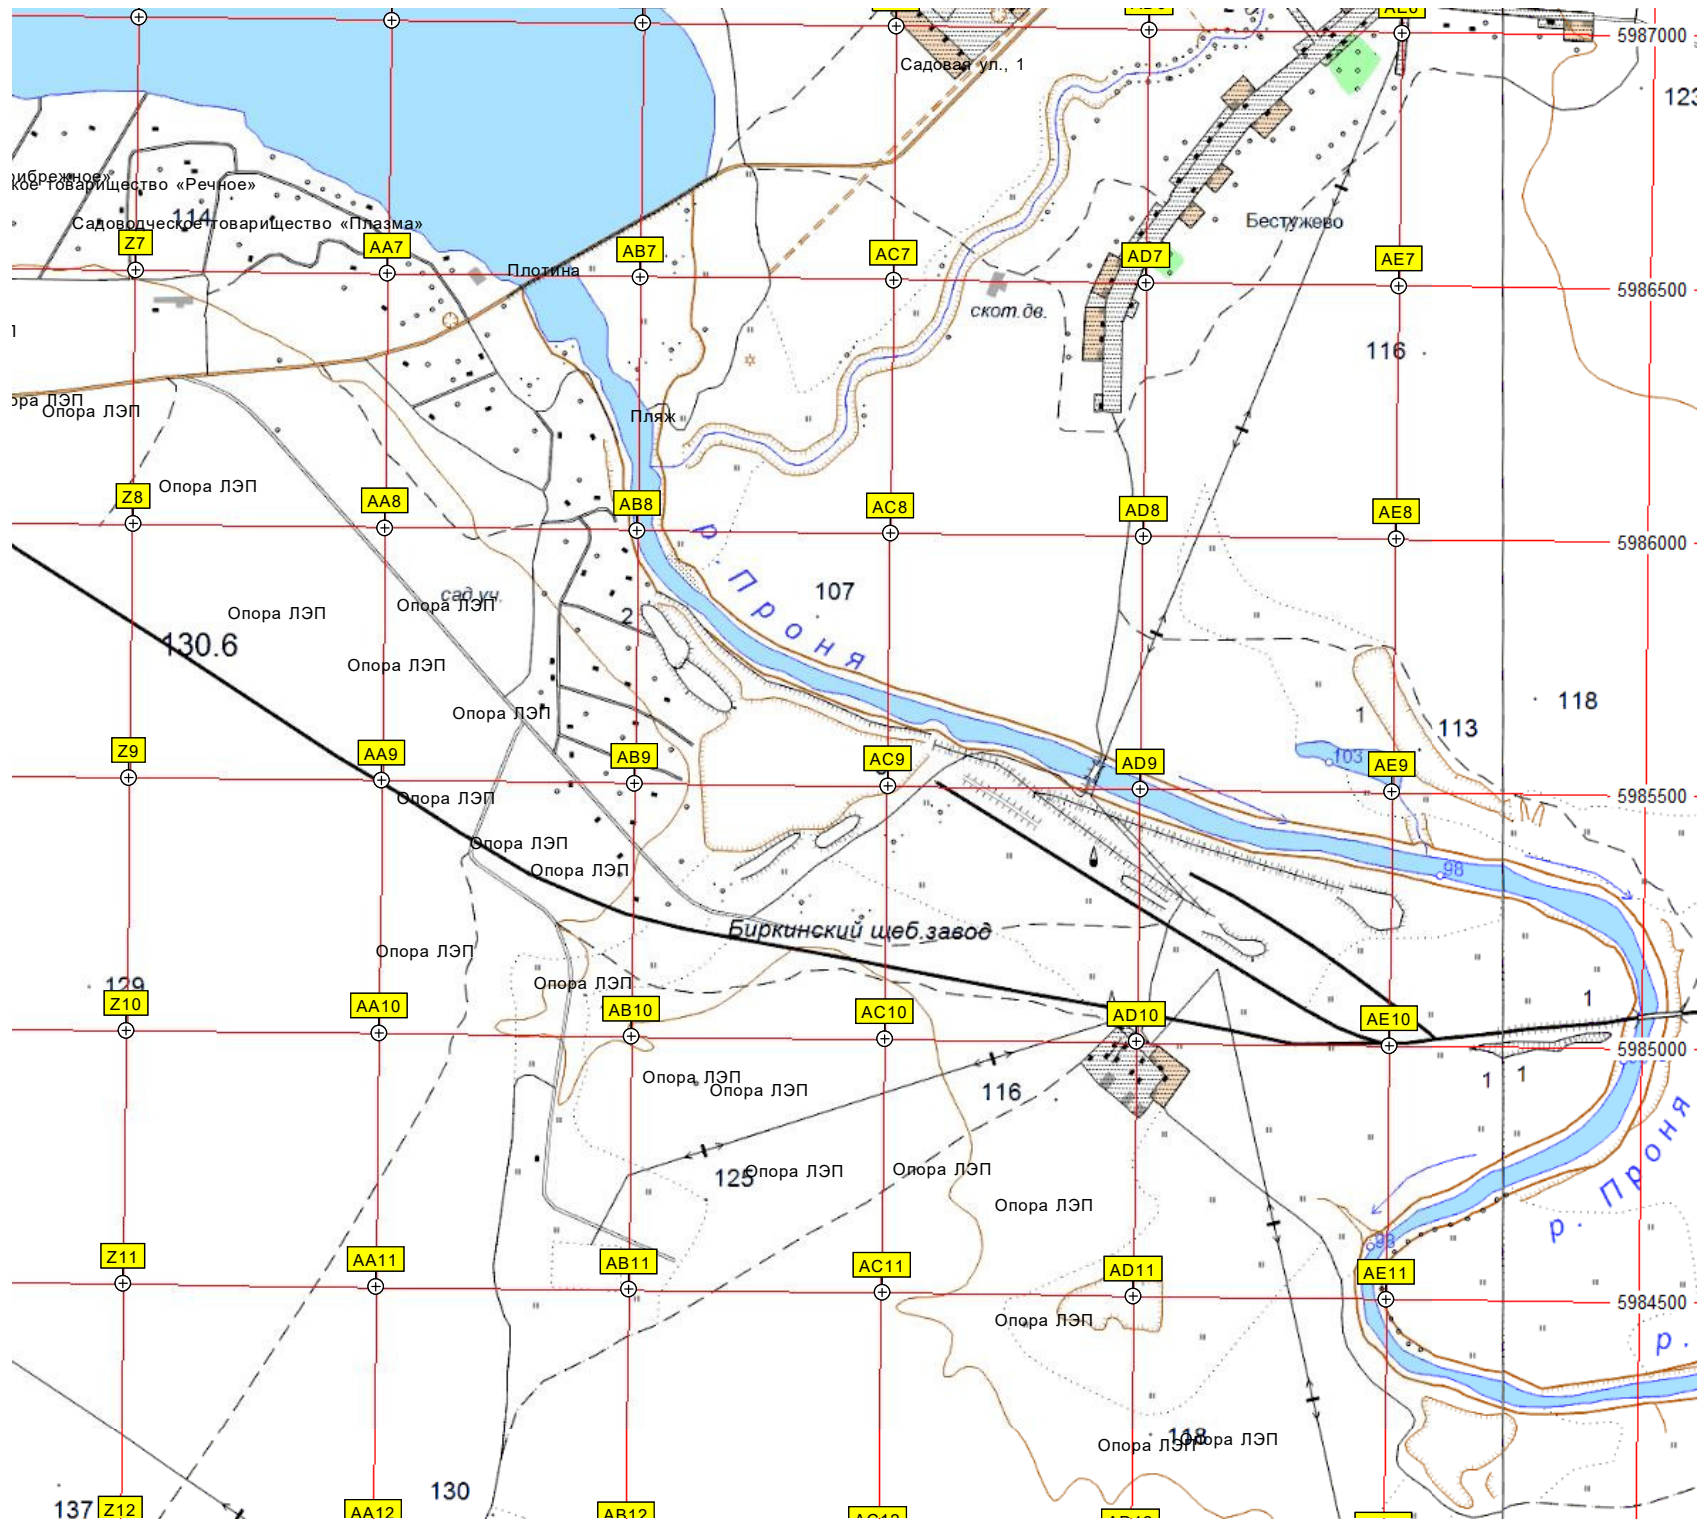 5987000
Садовая ул., 1
123
«Прибрежное»
кое товарищество «Речное»
114
Садоводческое товарищество «Плазма»
Бестужево
Z7
AA7
AB7
AC7
AD7
AE7
Плотина
5986500
скот.дв.
116
Опора ЛЭП
Пляж
Опора ЛЭП
Z8
AA8
AB8
AC8
AD8
AE8
р. Проня
5986000
107
сад.уч.
Опора ЛЭП
Опора ЛЭП
2
130.6
Опора ЛЭП
118
Опора ЛЭП
1
113
103
Z9
AA9
AB9
AC9
AD9
AE9
Опора ЛЭП
5985500
Опора ЛЭП
Опора ЛЭП
98
Биркинский щеб.завод
Опора ЛЭП
129
Опора ЛЭП
1
Z10
AA10
AB10
AC10
AD10
AE10
5985000
Опора ЛЭП
Опора ЛЭП
116
1
1
р. Проня
125
Опора ЛЭП
Опора ЛЭП
Опора ЛЭП
98
Z11
AA11
AB11
AC11
AD11
AE11
5984500
Опора ЛЭП
р.
118
Опора ЛЭП
Опора ЛЭП
130
137
Z12
AA12
AB12